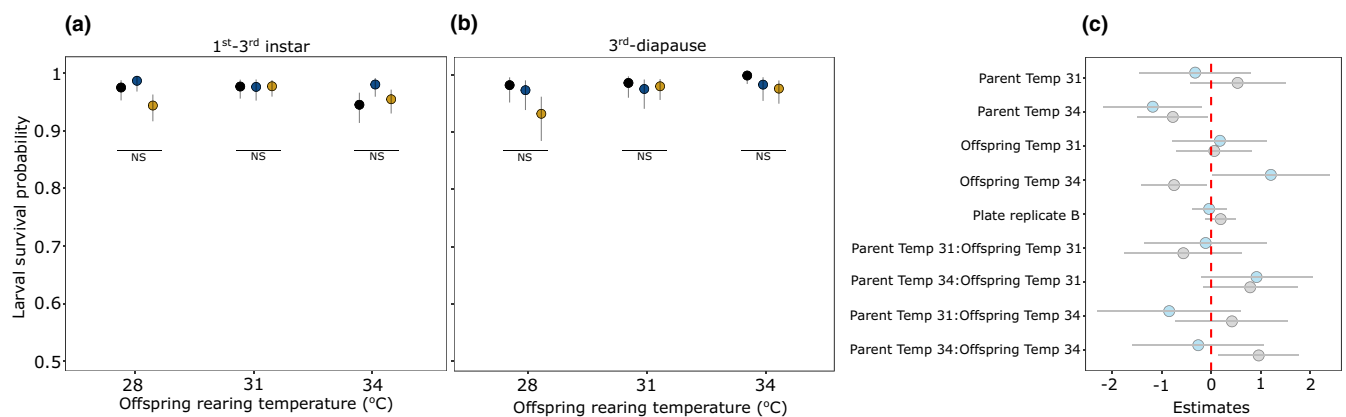 (a)
1st-3rd instar
Larval survival probability
1
0.9
0.8
0.7
0.6
0.5
NS
NS
NS
28
31
34
Offspring rearing temperature (°C)
(b)
3rd-diapause
NS
NS
NS
28
31
34
Offspring rearing temperature (°C)
(c)
Parent Temp 31
Parent Temp 34
Offspring Temp 31
Offspring Temp 34
Plate replicate B
Parent Temp 31:Offspring Temp 31
Parent Temp 34:Offspring Temp 31
Parent Temp 31:Offspring Temp 34
Parent Temp 34:Offspring Temp 34
-2
-1
0
1
2
Estimates